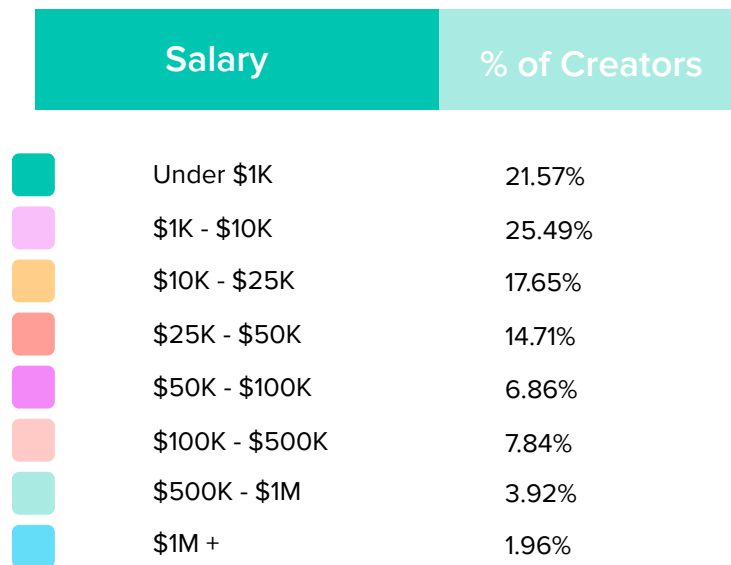 Salary % of Creators
Under $1K 21.57%
$1K - $10K 25.49%
$10K - $25K 17.65%
$25K - $50K 14.71%
$50K - $100K 6.86%
$100K - $500K 7.84%
$500K - $1M 3.92%
$1M + 1.96%